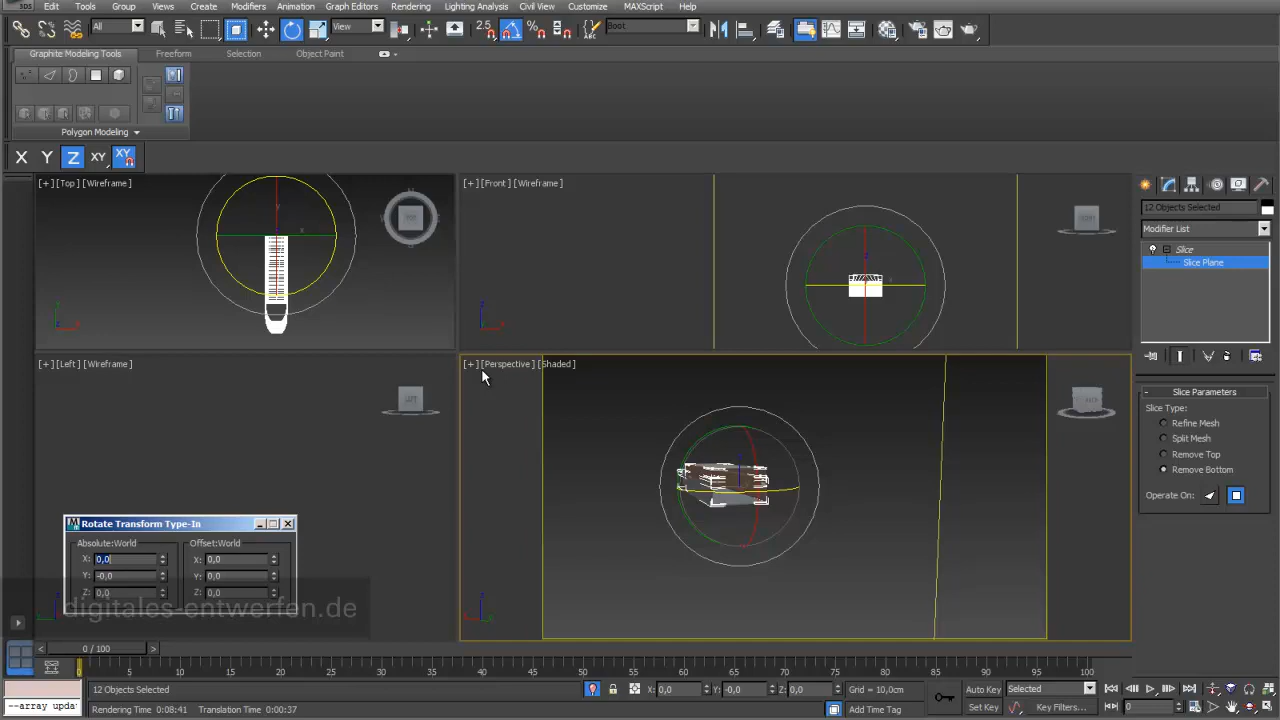 Edit Tools Group Views Create Modifiers Animation Graph Editors Rendering Lighting Analysis Civil View Customize MAXScript Help
All View 2.5 Boot
Graphite Modeling Tools Freeform Selection Object Paint
Polygon Modeling
X Y Z XY XY
[+] [Top] [Wireframe]
[+] [Front] [Wireframe]
[+] [Left] [Wireframe]
[+] [Perspective] [Shaded]
12 Objects Selected
Modifier List
Slice
Slice Plane
Slice Parameters
Slice Type:
Refine Mesh
Split Mesh
Remove Top
Remove Bottom
Operate On:
Rotate Transform Type-In
Absolute:World Offset:World
X: 0,0 X: 0,0
Y: -0,0 Y: 0,0
Z: 0,0 Z: 0,0
digitales-entwerfen.de
0 / 100
0 5 10 15 20 25 30 35 40 45 50 55 60 65 70 75 80 85 90 95 100
12 Objects Selected X: 0,0 Y: -0,0 Z: 0,0 Grid = 10,0cm Auto Key Selected
--array upda Rendering Time 0:08:41 Translation Time 0:00:37 Add Time Tag Set Key Key Filters... 0